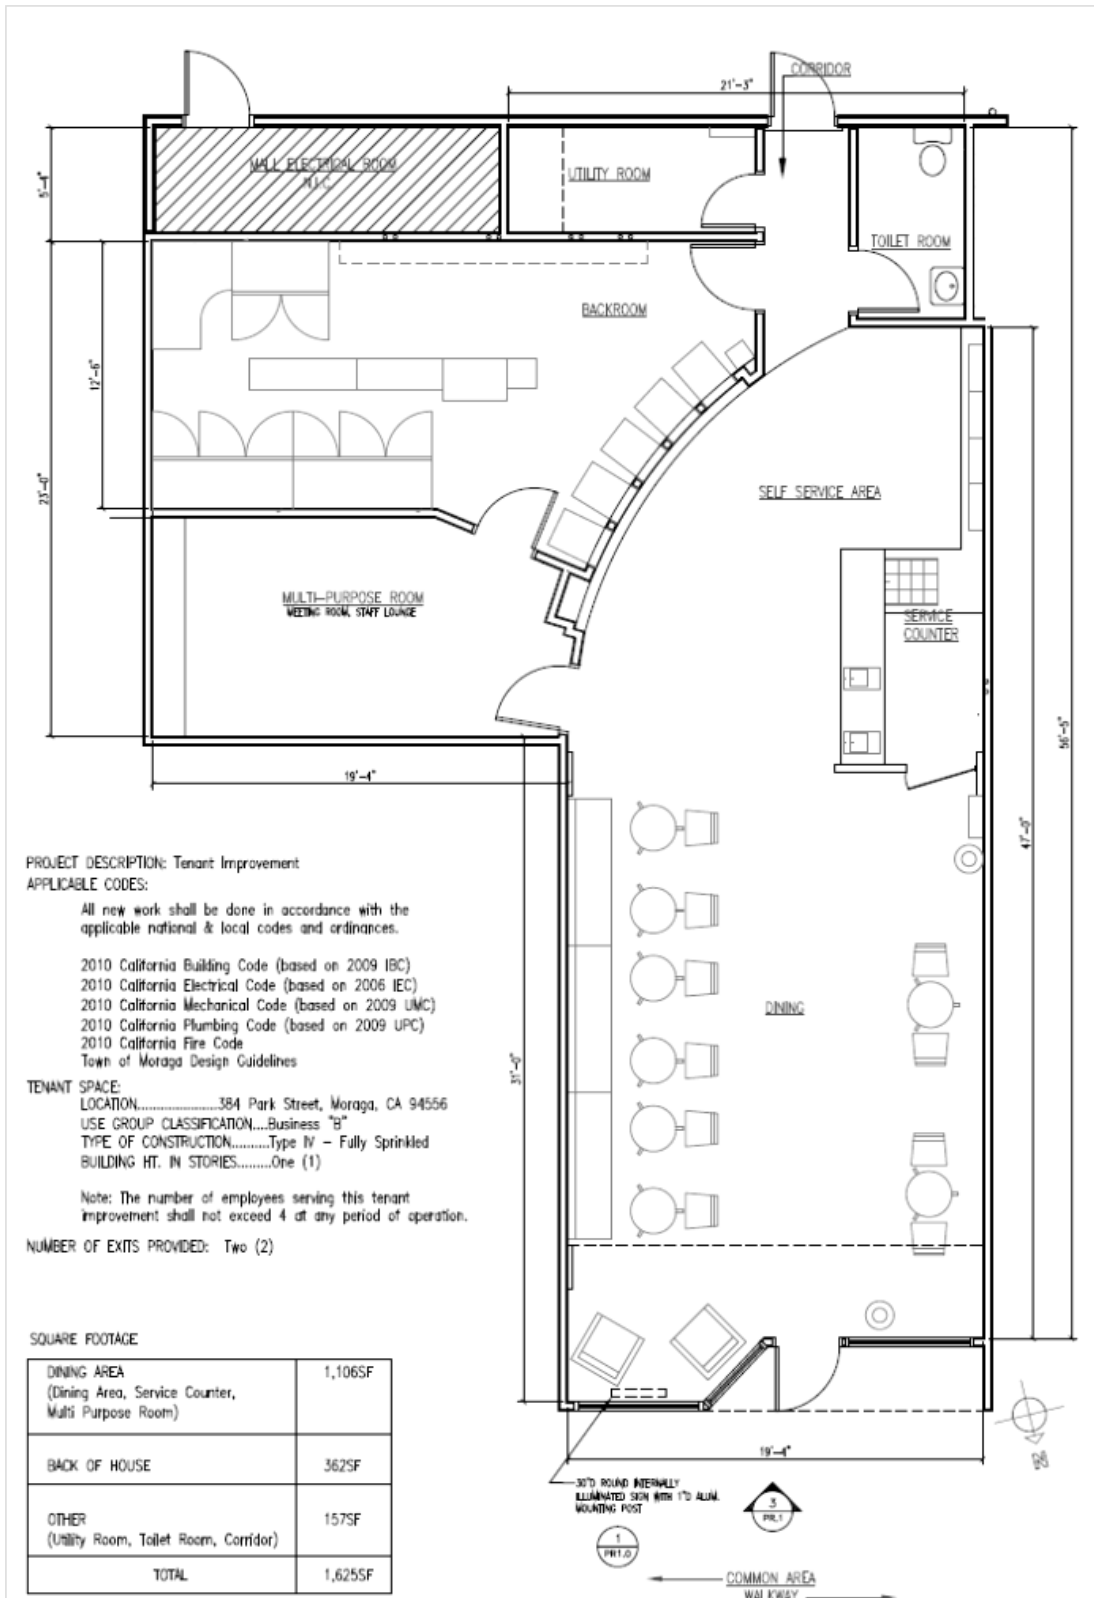 CORRIDOR
21'-3"
MALL ELECTRICAL ROOM
N.I.C.
UTILITY ROOM
5'-4"
TOILET ROOM
BACKROOM
12'-6"
23'-0"
SELF SERVICE AREA
MULTI-PURPOSE ROOM
MEETING ROOM, STAFF LOUNGE
SERVICE
COUNTER
56'-5"
19'-4"
47'-0"
PROJECT DESCRIPTION: Tenant Improvement
APPLICABLE CODES:
All new work shall be done in accordance with the
applicable national & local codes and ordinances.
2010 California Building Code (based on 2009 IBC)
2010 California Electrical Code (based on 2006 IEC)
2010 California Mechanical Code (based on 2009 UMC)
2010 California Plumbing Code (based on 2009 UPC)
2010 California Fire Code
Town of Moraga Design Guidelines
DINING
31'-0"
TENANT SPACE:
LOCATION......................384 Park Street, Moraga, CA 94556
USE GROUP CLASSIFICATION....Business "B"
TYPE OF CONSTRUCTION..........Type IV - Fully Sprinkled
BUILDING HT. IN STORIES.........One (1)
Note: The number of employees serving this tenant
improvement shall not exceed 4 at any period of operation.
NUMBER OF EXITS PROVIDED: Two (2)
SQUARE FOOTAGE
DINING AREA 1,106SF
(Dining Area, Service Counter,
Multi Purpose Room)
BACK OF HOUSE 362SF
OTHER 157SF
(Utility Room, Toilet Room, Corridor)
TOTAL 1,625SF
19'-4"
30"D ROUND INTERNALLY
ILLUMINATED SIGN WITH 1"D ALUM.
MOUNTING POST
3
PR.1
1
PR1.0
COMMON AREA
WALKWAY